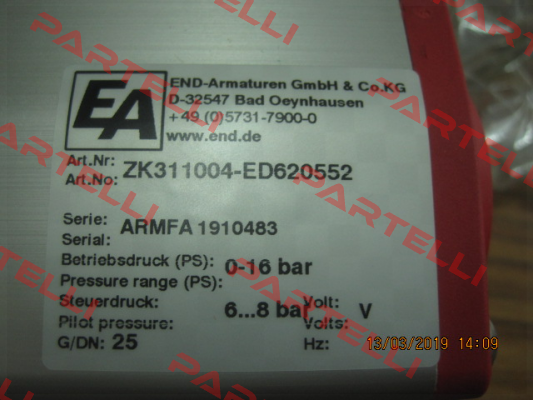 EA
END-Armaturen GmbH & Co.KG
D-32547 Bad Oeynhausen
+49 (0)5731-7900-0
www.end.de
Art.Nr:
Art.No: ZK311004-ED620552
Serie:
Serial: ARMFA 1910483
Betriebsdruck (PS): 0-16 bar
Pressure range (PS):
Steuerdruck: 6...8 bar Volt: V
Pilot pressure: Volts:
G/DN: 25 Hz:
13/03/2019 14:09
PARTELLI
PARTELLI
PARTELLI
PARTELLI
PARTELLI